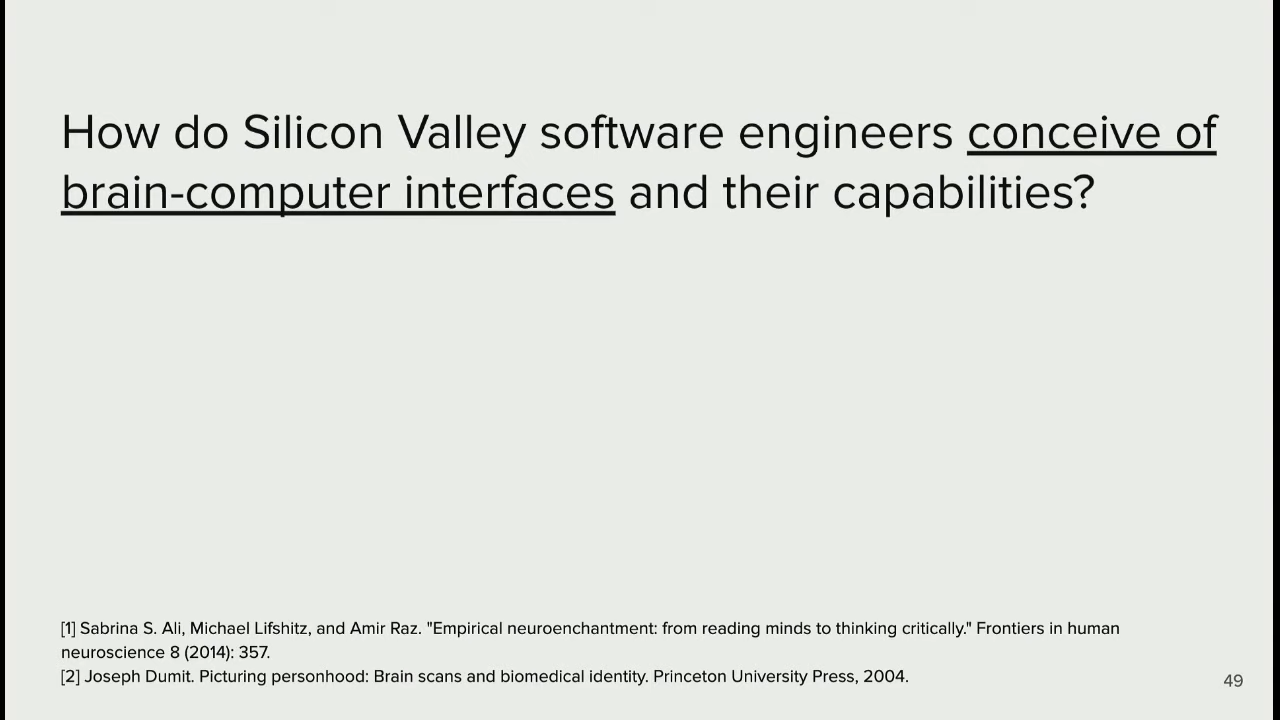 How do Silicon Valley software engineers conceive of
brain-computer interfaces and their capabilities?
[1] Sabrina S. Ali, Michael Lifshitz, and Amir Raz. "Empirical neuroenchantment: from reading minds to thinking critically." Frontiers in human
neuroscience 8 (2014): 357.
[2] Joseph Dumit. Picturing personhood: Brain scans and biomedical identity. Princeton University Press, 2004.
49